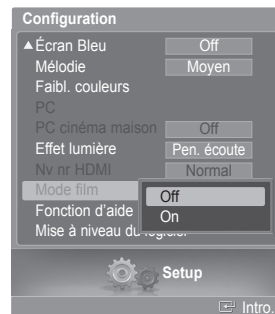 Configuration
▲Écran Bleu Off
Mélodie Moyen
Faibl. couleurs
PC
PC cinéma maison Off
Effet lumière Pen. écoute
Nv nr HDMI Normal
Mode film Off
On
Fonction d'aide
Mise à niveau du logiciel
Setup
Intro.